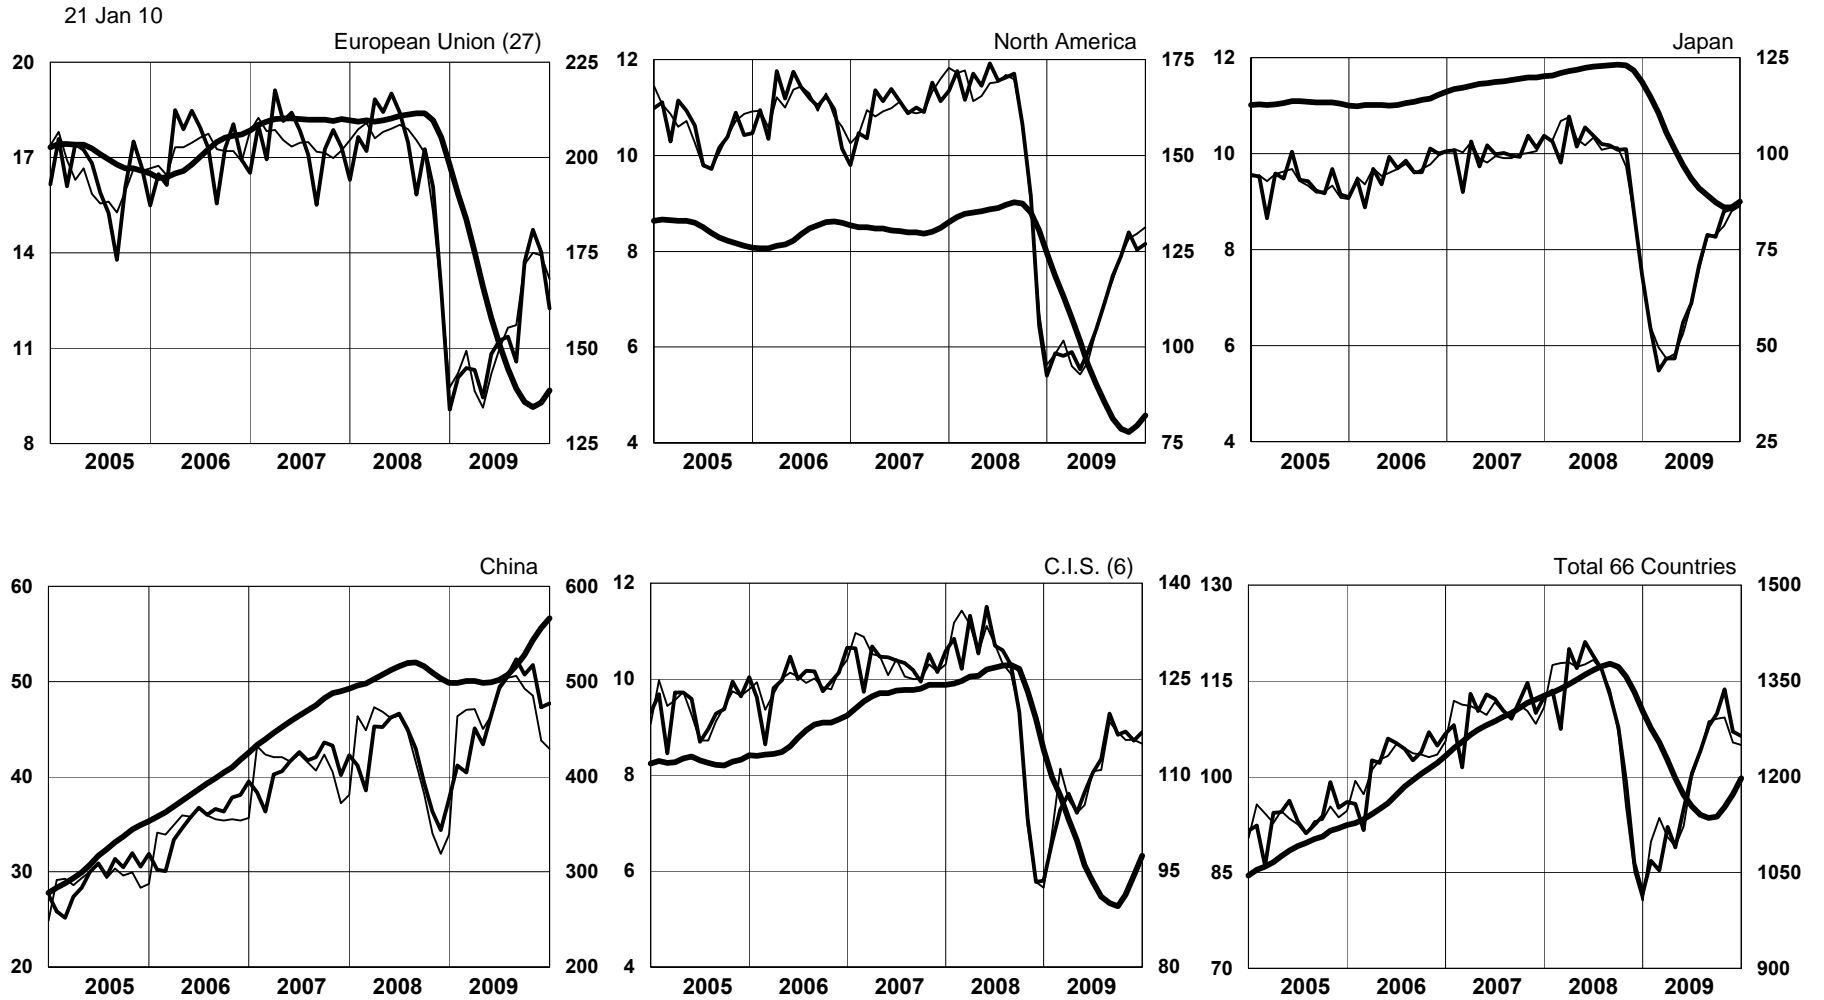 21 Jan 10
European Union (27)
20 225
17 200
14 175
11 150
8 125
2005 2006 2007 2008 2009
North America
12 175
10 150
8 125
6 100
4 75
2005 2006 2007 2008 2009
Japan
12 125
10 100
8 75
6 50
4 25
2005 2006 2007 2008 2009
China
60 600
50 500
40 400
30 300
20 200
2005 2006 2007 2008 2009
C.I.S. (6)
12 140
10 125
8 110
6 95
4 80
2005 2006 2007 2008 2009
Total 66 Countries
130 1500
115 1350
100 1200
85 1050
70 900
2005 2006 2007 2008 2009